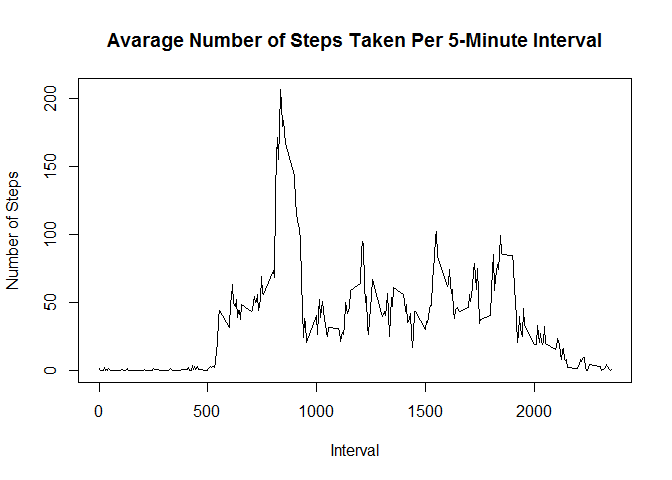 Avarage Number of Steps Taken Per 5-Minute Interval
Number of Steps
200
150
100
50
0
0 500 1000 1500 2000
Interval